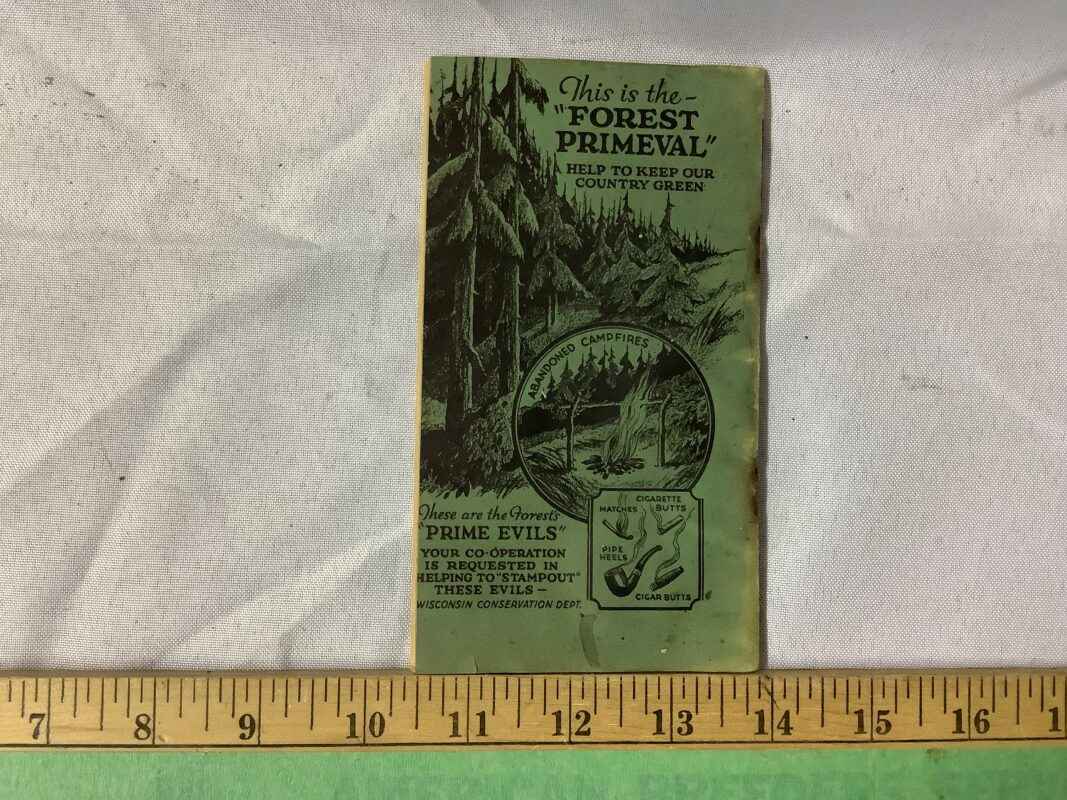 This is the-
"FOREST
PRIMEVAL"
HELP TO KEEP OUR
COUNTRY GREEN
ABANDONED CAMPFIRES
These are the Forest's
"PRIME EVILS"
YOUR CO-OPERATION
IS REQUESTED IN
HELPING TO "STAMPOUT"
THESE EVILS-
WISCONSIN CONSERVATION DEPT.
CIGARETTE
BUTTS
MATCHES
PIPE
HEELS
CIGAR BUTTS
7 8 9 10 11 12 13 14 15 16 1